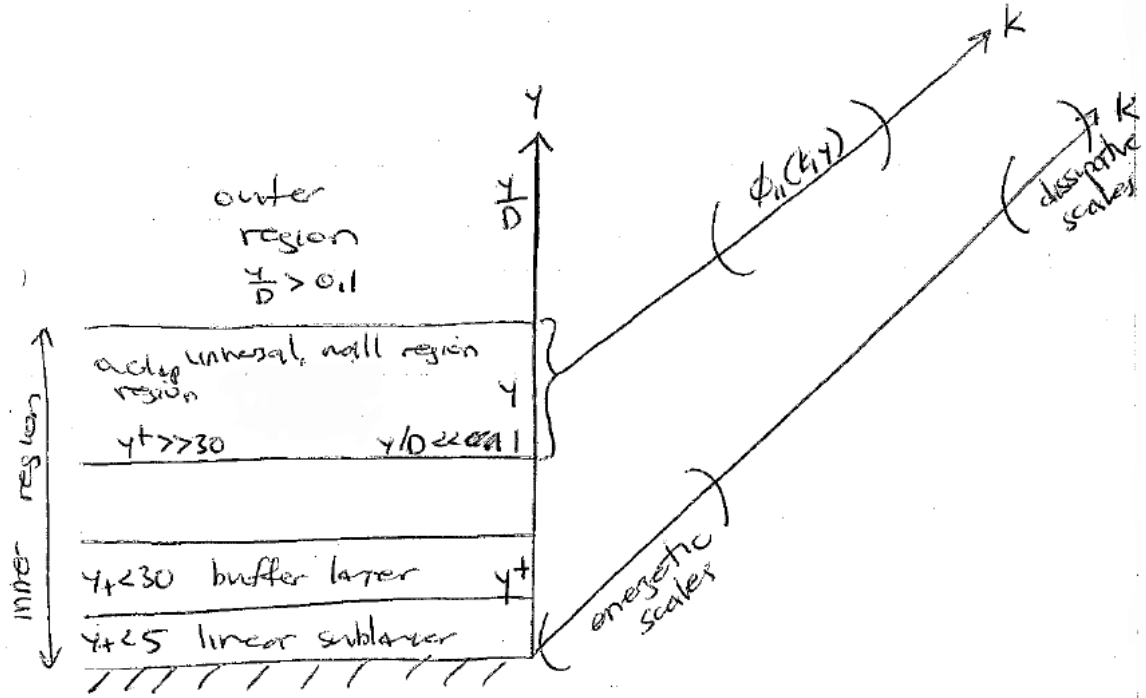 k
y
k
y/D
ϕ₁₁(k,y)
dissipative
scales
outer
region
y/D > 0.1
universal, wall region
region
y
y⁺>>30 y/D << 1
inner region
y₊<30 buffer layer y⁺
y₊<5 linear sublayer
energetic
scales